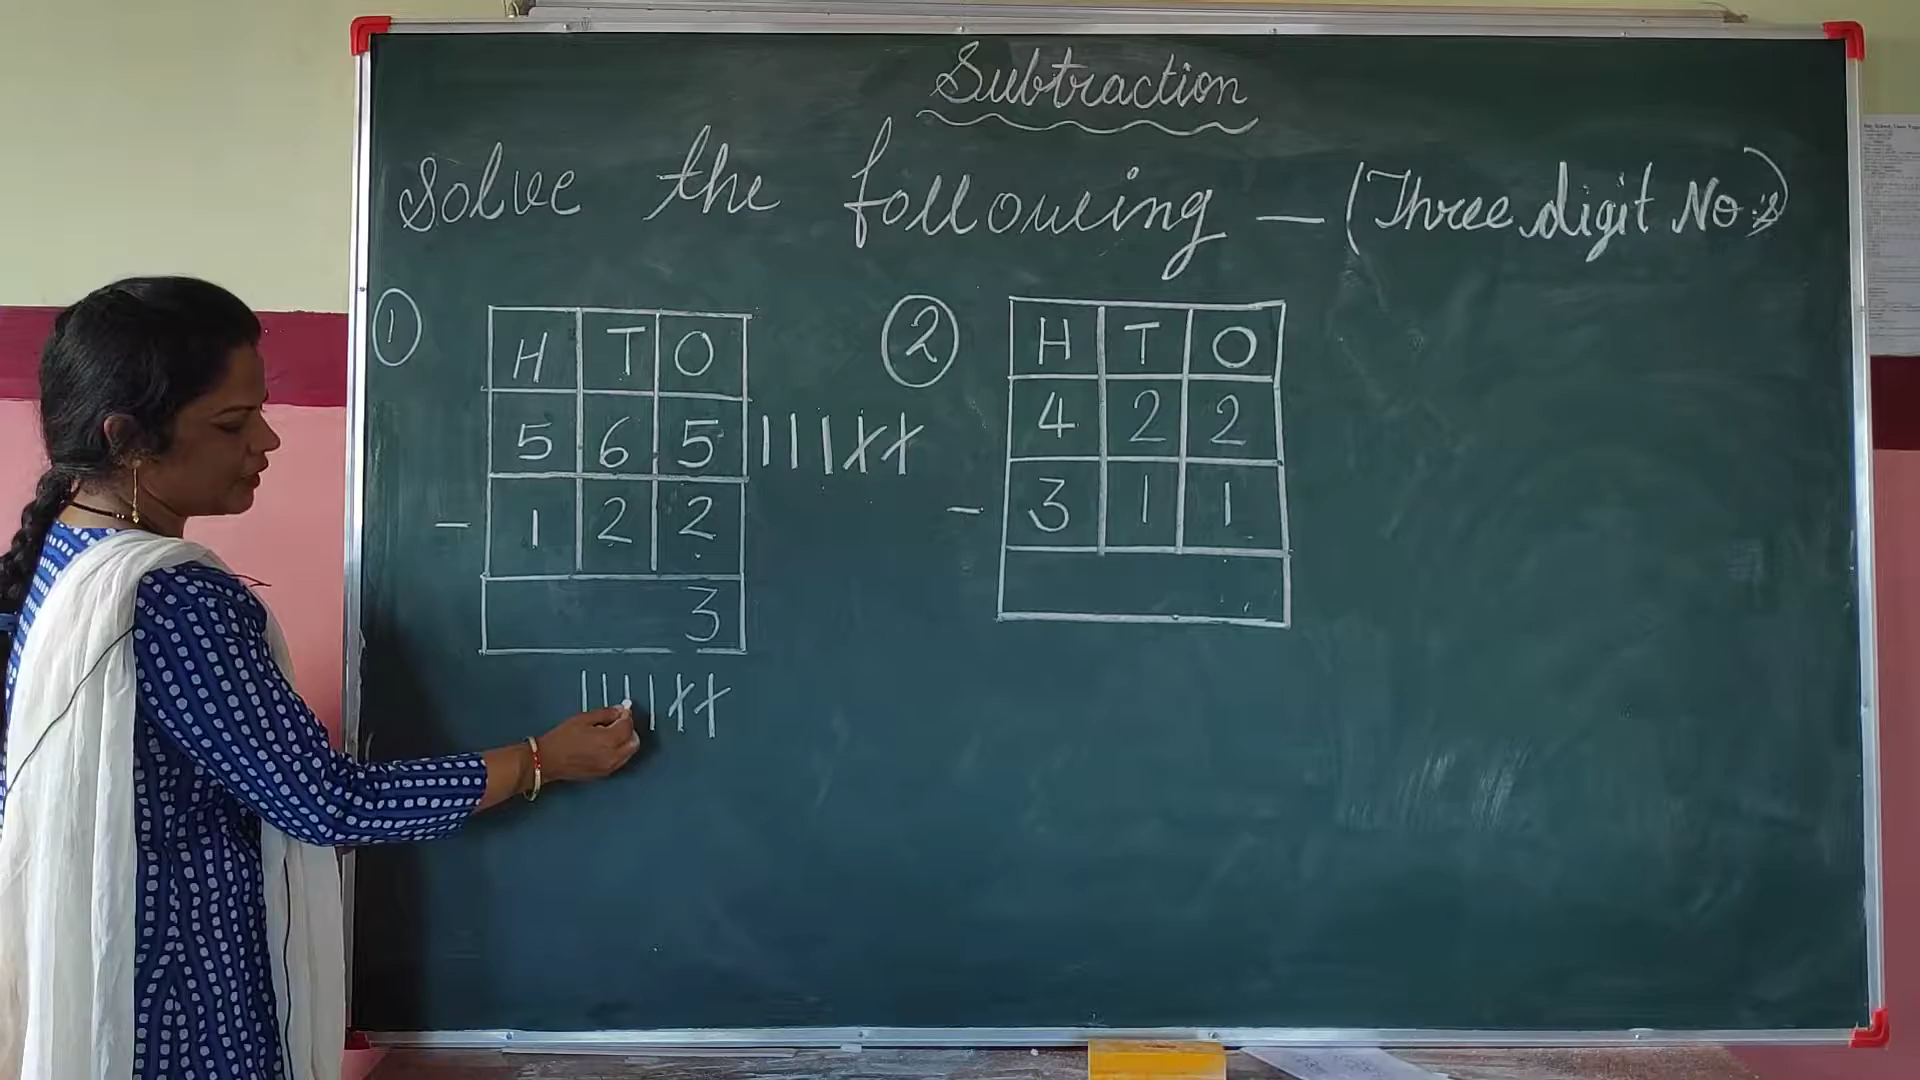 Subtraction
Solve the following — (Three digit No.'s)
① ②
H T O
5 6 5
- 1 2 2
3
H T O
4 2 2
- 3 1 1